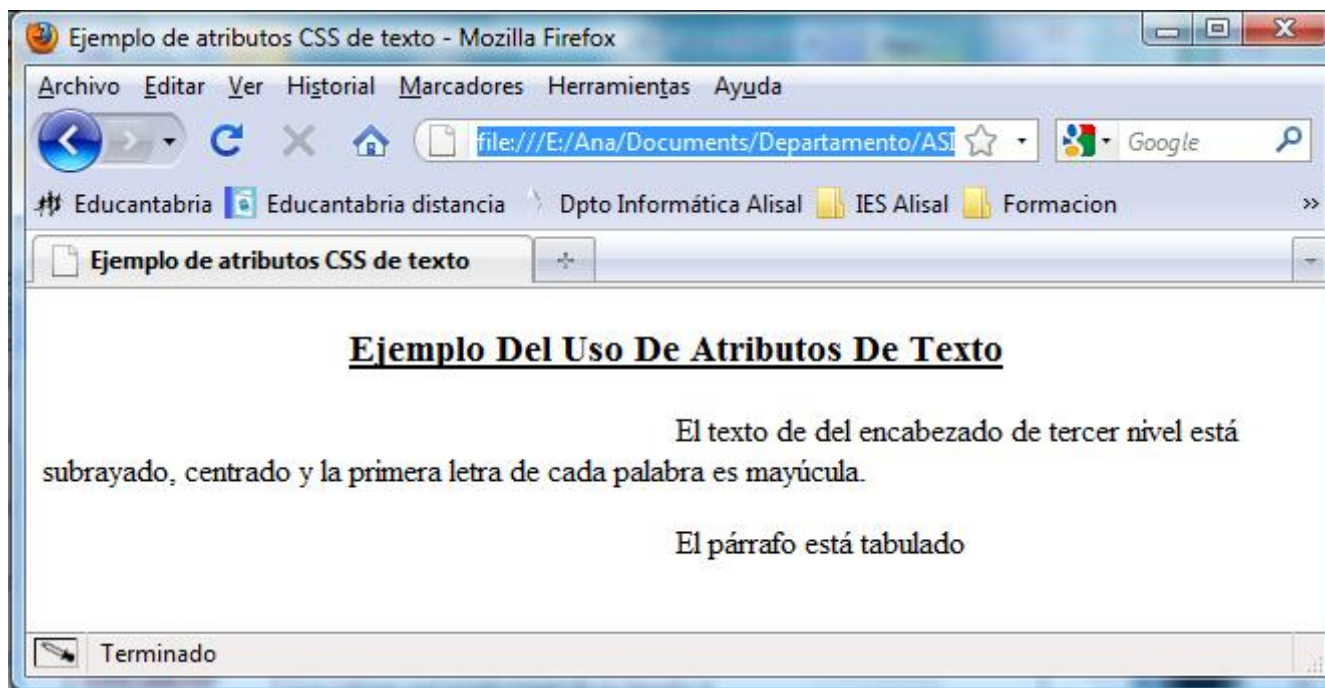 Ejemplo de atributos CSS de texto - Mozilla Firefox
Archivo Editar Ver Historial Marcadores Herramientas Ayuda
file:///E:/Ana/Documents/Departamento/ASI Google
Educantabria Educantabria distancia Dpto Informática Alisal IES Alisal Formacion »
Ejemplo de atributos CSS de texto
Ejemplo Del Uso De Atributos De Texto
El texto de del encabezado de tercer nivel está
subrayado, centrado y la primera letra de cada palabra es mayúcula.
El párrafo está tabulado
Terminado